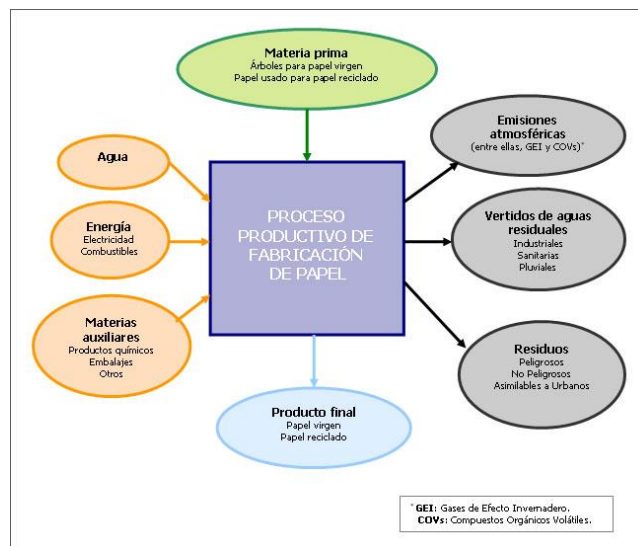 Materia prima
Árboles para papel virgen
Papel usado para papel reciclado
Emisiones
atmosféricas
(entre ellas, GEI y COVs)*
Agua
Energía
Electricidad
Combustibles
PROCESO
PRODUCTIVO DE
FABRICACIÓN
DE PAPEL
Vertidos de aguas
residuales
Industriales
Sanitarias
Pluviales
Materias
auxiliares
Productos químicos
Embalajes
Otros
Residuos
Peligrosos
No Peligrosos
Asimilables a Urbanos
Producto final
Papel virgen
Papel reciclado
*GEI: Gases de Efecto Invernadero.
COVs: Compuestos Orgánicos Volátiles.